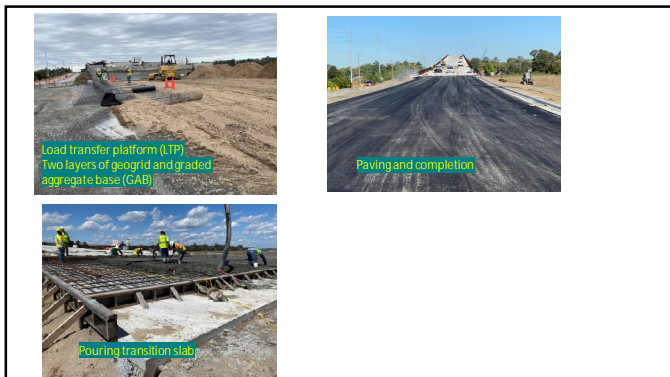 Load transfer platform (LTP)
Two layers of geogrid and graded
aggregate base (GAB)
Paving and completion
Pouring transition slab